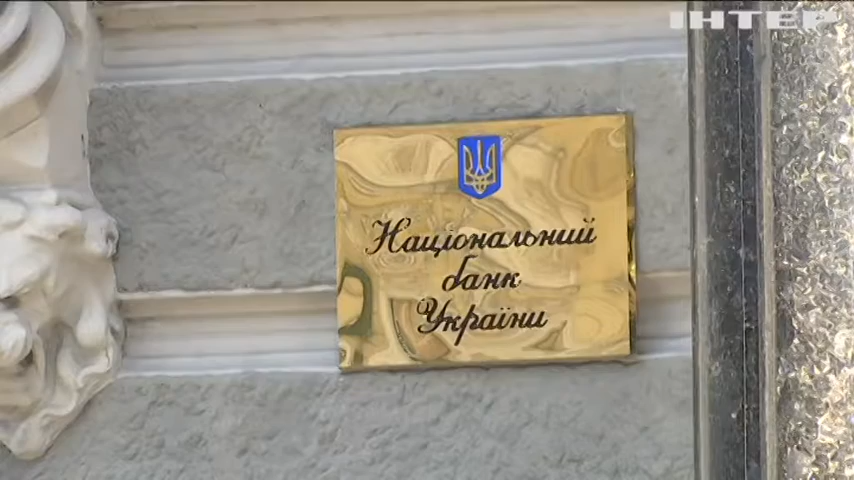 ІНТЕР
Національний
банк
України